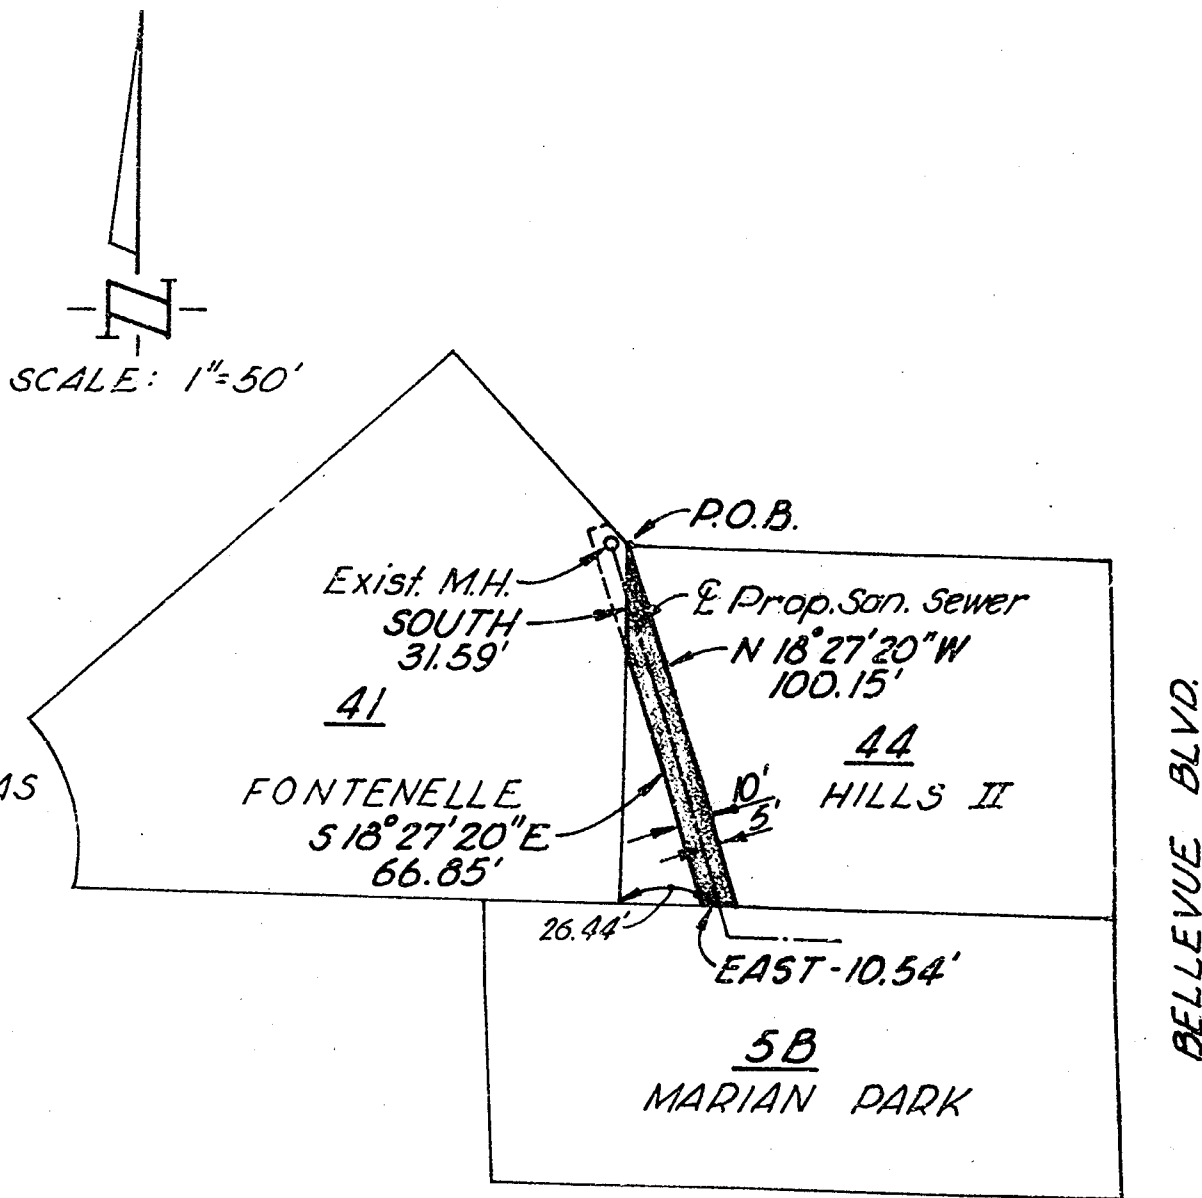 SCALE: 1"=50'
P.O.B.
Exist. M.H.
SOUTH
31.59'
℄ Prop. San. Sewer
N 18°27'20" W
100.15'
41
44
AS
FONTENELLE
HILLS II
S 18°27'20" E
66.85'
10'
5'
26.44'
EAST - 10.54'
5B
MARIAN PARK
BELLEVUE BLVD.